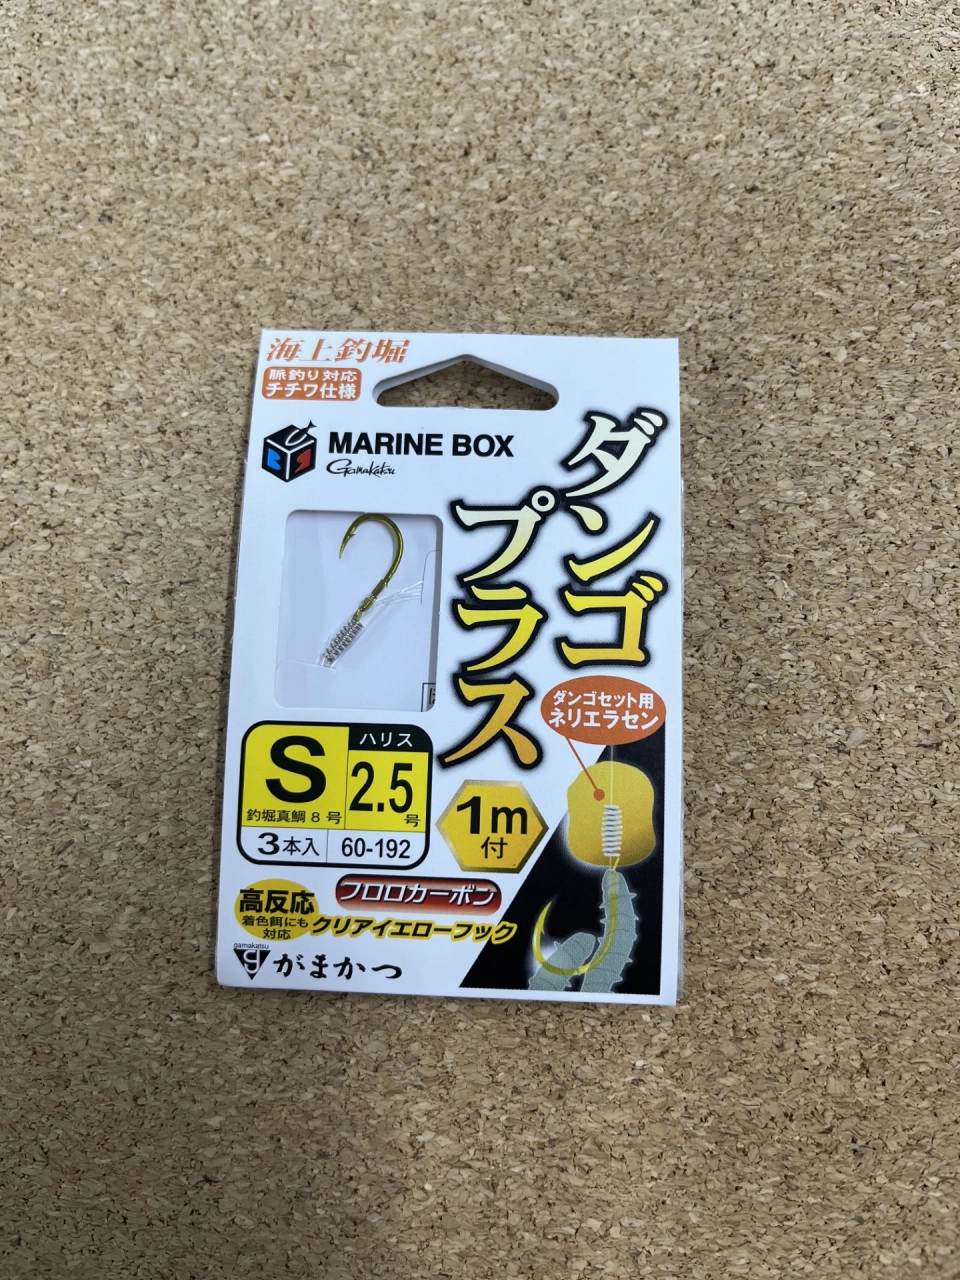 海上釣堀
脈釣り対応
チチワ仕様
MARINE BOX
Gamakatsu
ダンゴ
プラス
ダンゴセット用
ネリエラセン
S
釣堀真鯛 8 号
ハリス
2.5号
3本入
60-192
1m
付
フロロカーボン
高反応
着色餌にも
対応
クリアイエローフック
gamakatsu
がまかつ